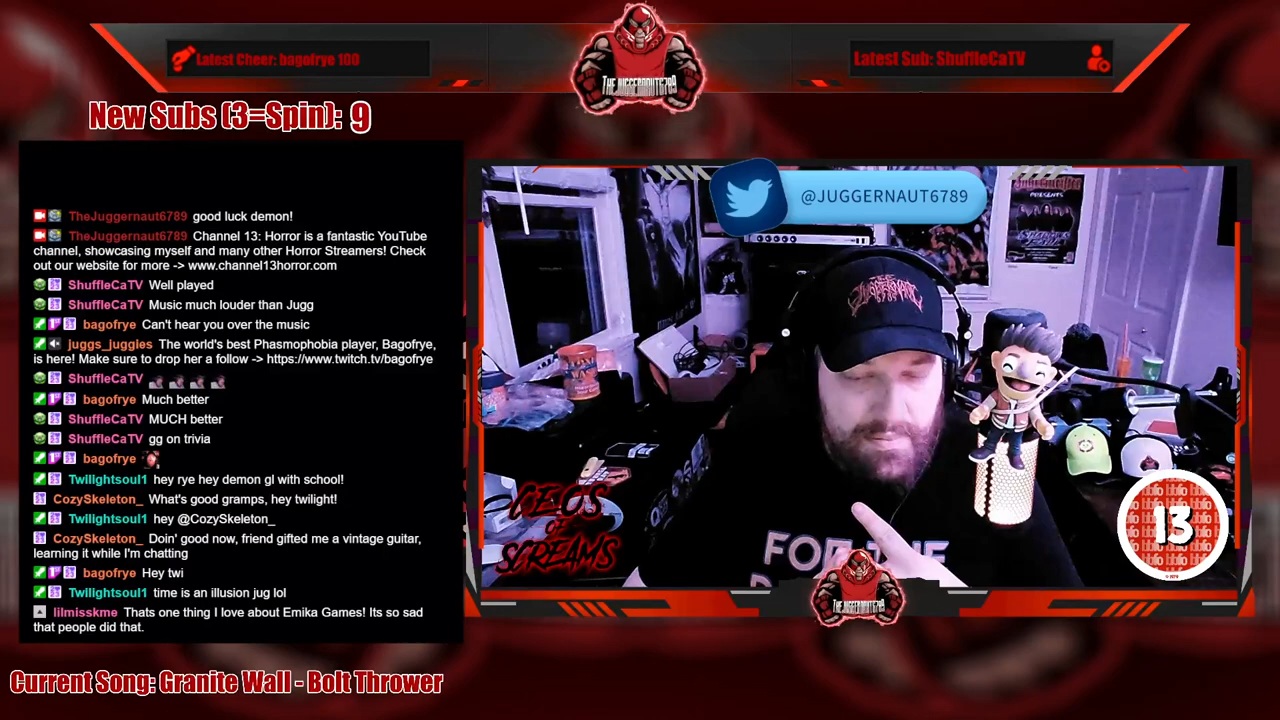 Latest Cheer: bagofrye 100
THEJUGGERNAUT6789
Latest Sub: ShuffleCaTV
New Subs (3=Spin): 9
TheJuggernaut6789 good luck demon!
TheJuggernaut6789 Channel 13: Horror is a fantastic YouTube
channel, showcasing myself and many other Horror Streamers! Check
out our website for more -> www.channel13horror.com
ShuffleCaTV Well played
ShuffleCaTV Music much louder than Jugg
bagofrye Can't hear you over the music
juggs_juggies The world's best Phasmophobia player, Bagofrye,
is here! Make sure to drop her a follow -> https://www.twitch.tv/bagofrye
ShuffleCaTV
bagofrye Much better
ShuffleCaTV MUCH better
ShuffleCaTV gg on trivia
bagofrye
Twilightsoul1 hey rye hey demon gl with school!
CozySkeleton_ What's good gramps, hey twilight!
Twilightsoul1 hey @CozySkeleton_
CozySkeleton_ Doin' good now, friend gifted me a vintage guitar,
learning it while I'm chatting
bagofrye Hey twi
Twilightsoul1 time is an illusion jug lol
lilmisskme Thats one thing I love about Emika Games! Its so sad
that people did that.
@JUGGERNAUT6789
PRESENTS
OF
SCREAMS
FOR THE
13
THEJUGGERNAUT6789
Current Song: Granite Wall - Bolt Thrower